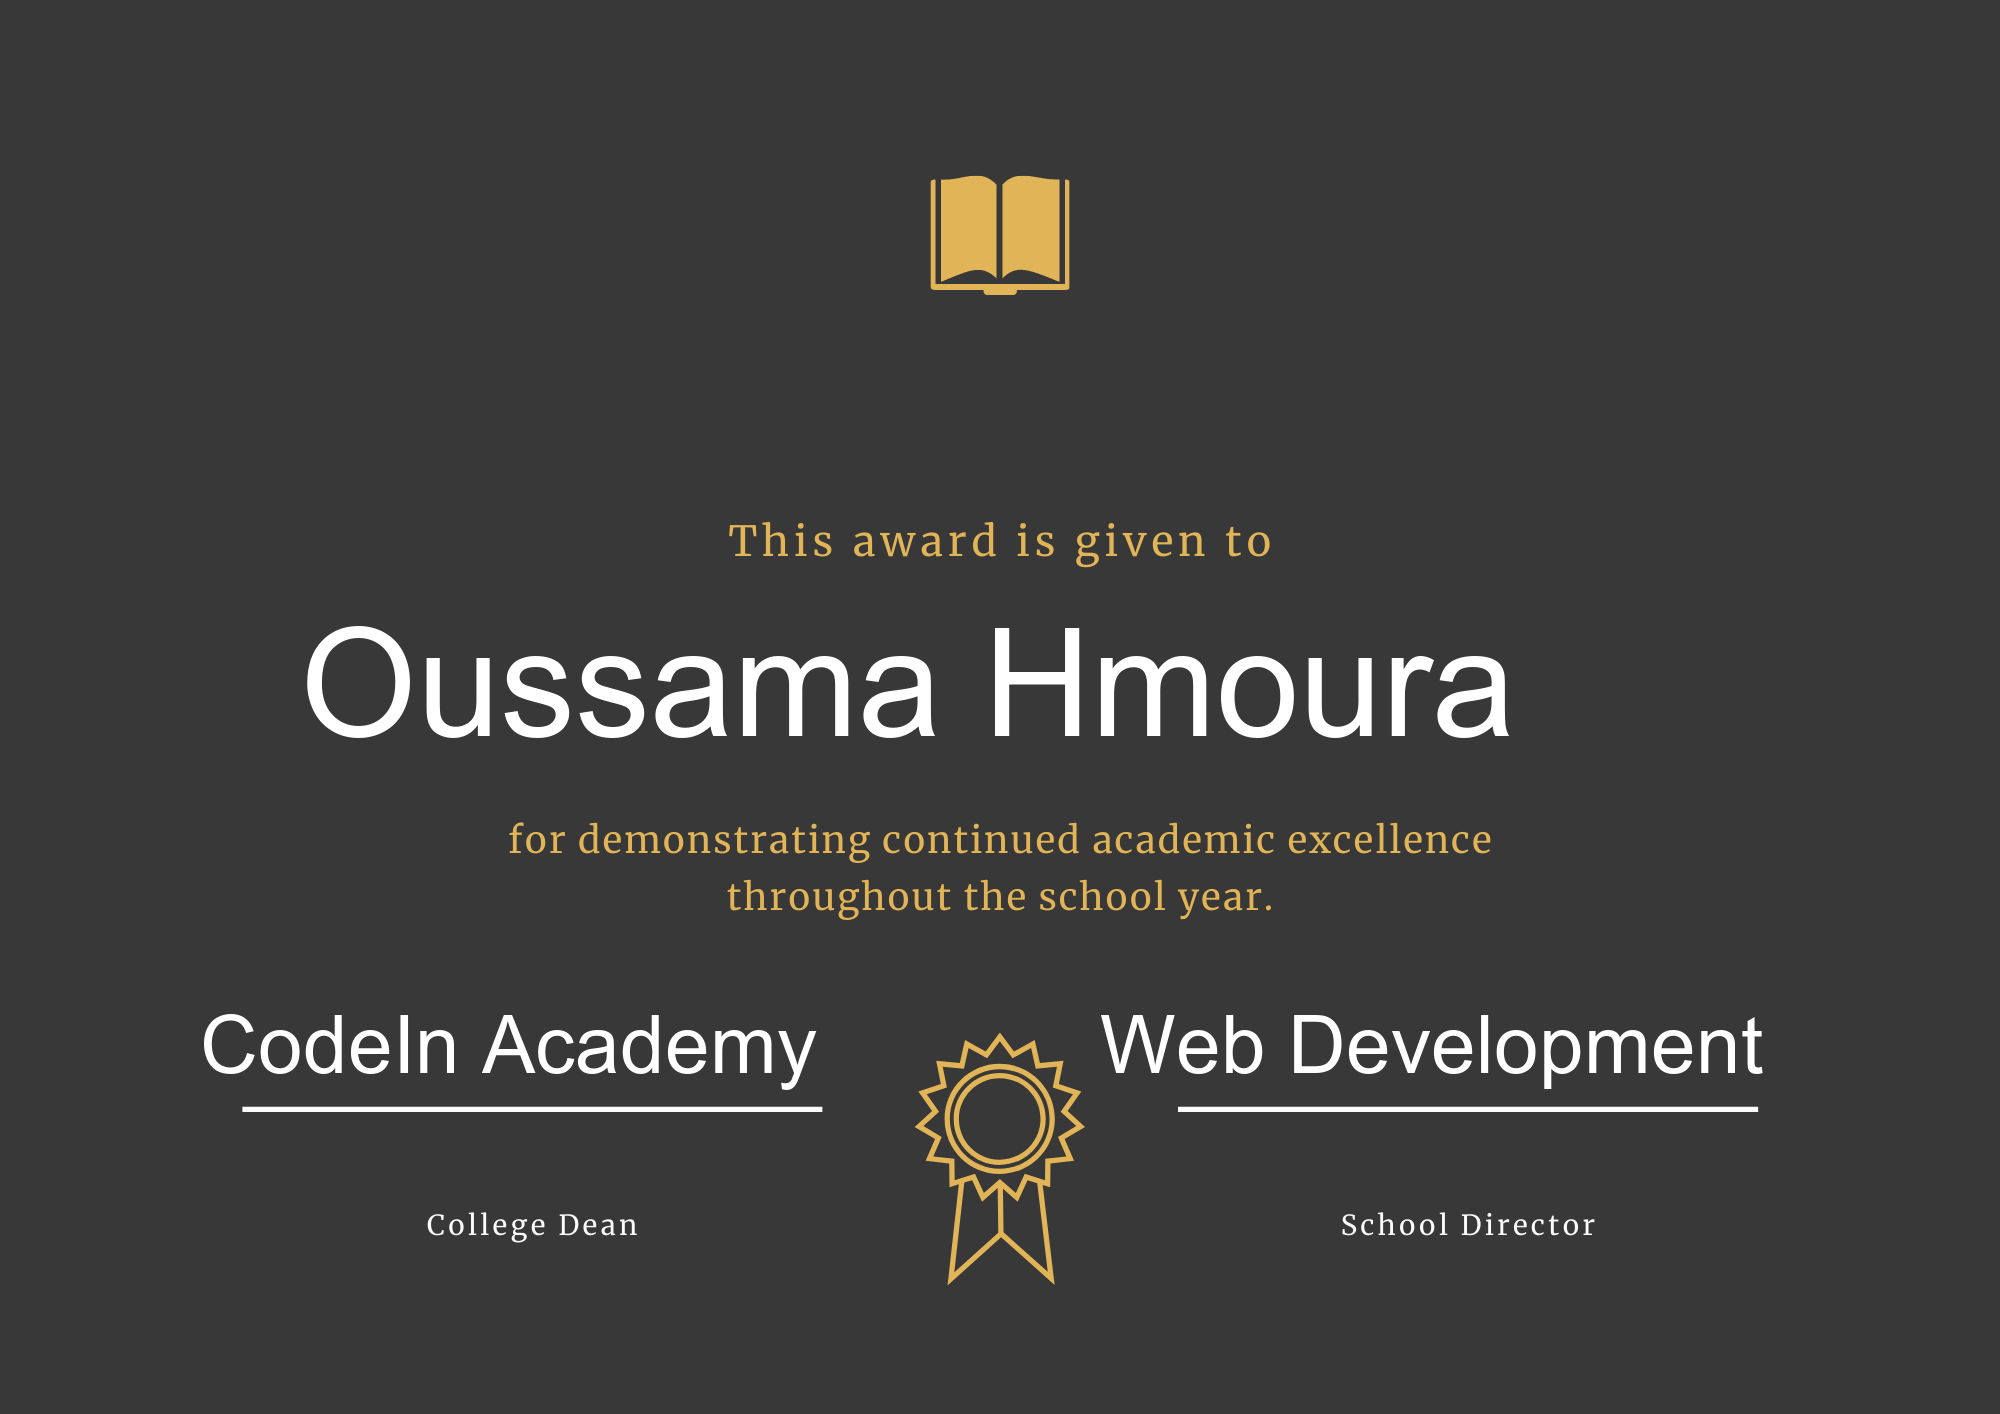 This award is given to
Oussama Hmoura
for demonstrating continued academic excellence
throughout the school year.
CodeIn Academy
Web Development
College Dean
School Director